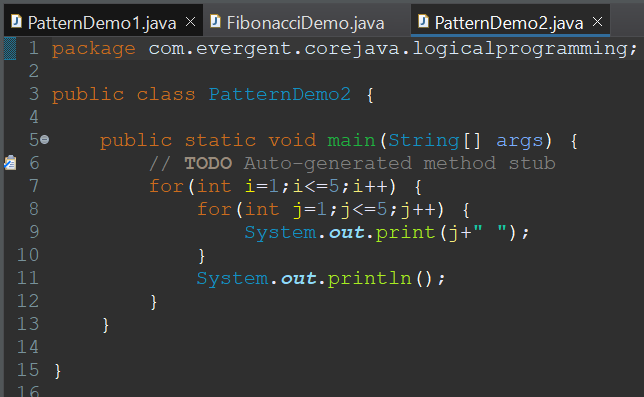 PatternDemo1.java × FibonacciDemo.java PatternDemo2.java ×
1 package com.evergent.corejava.logicalprogramming;
2
3 public class PatternDemo2 {
4
5 public static void main(String[] args) {
6 // TODO Auto-generated method stub
7 for(int i=1;i<=5;i++) {
8 for(int j=1;j<=5;j++) {
9 System.out.print(j+" ");
10 }
11 System.out.println();
12 }
13 }
14
15 }
16